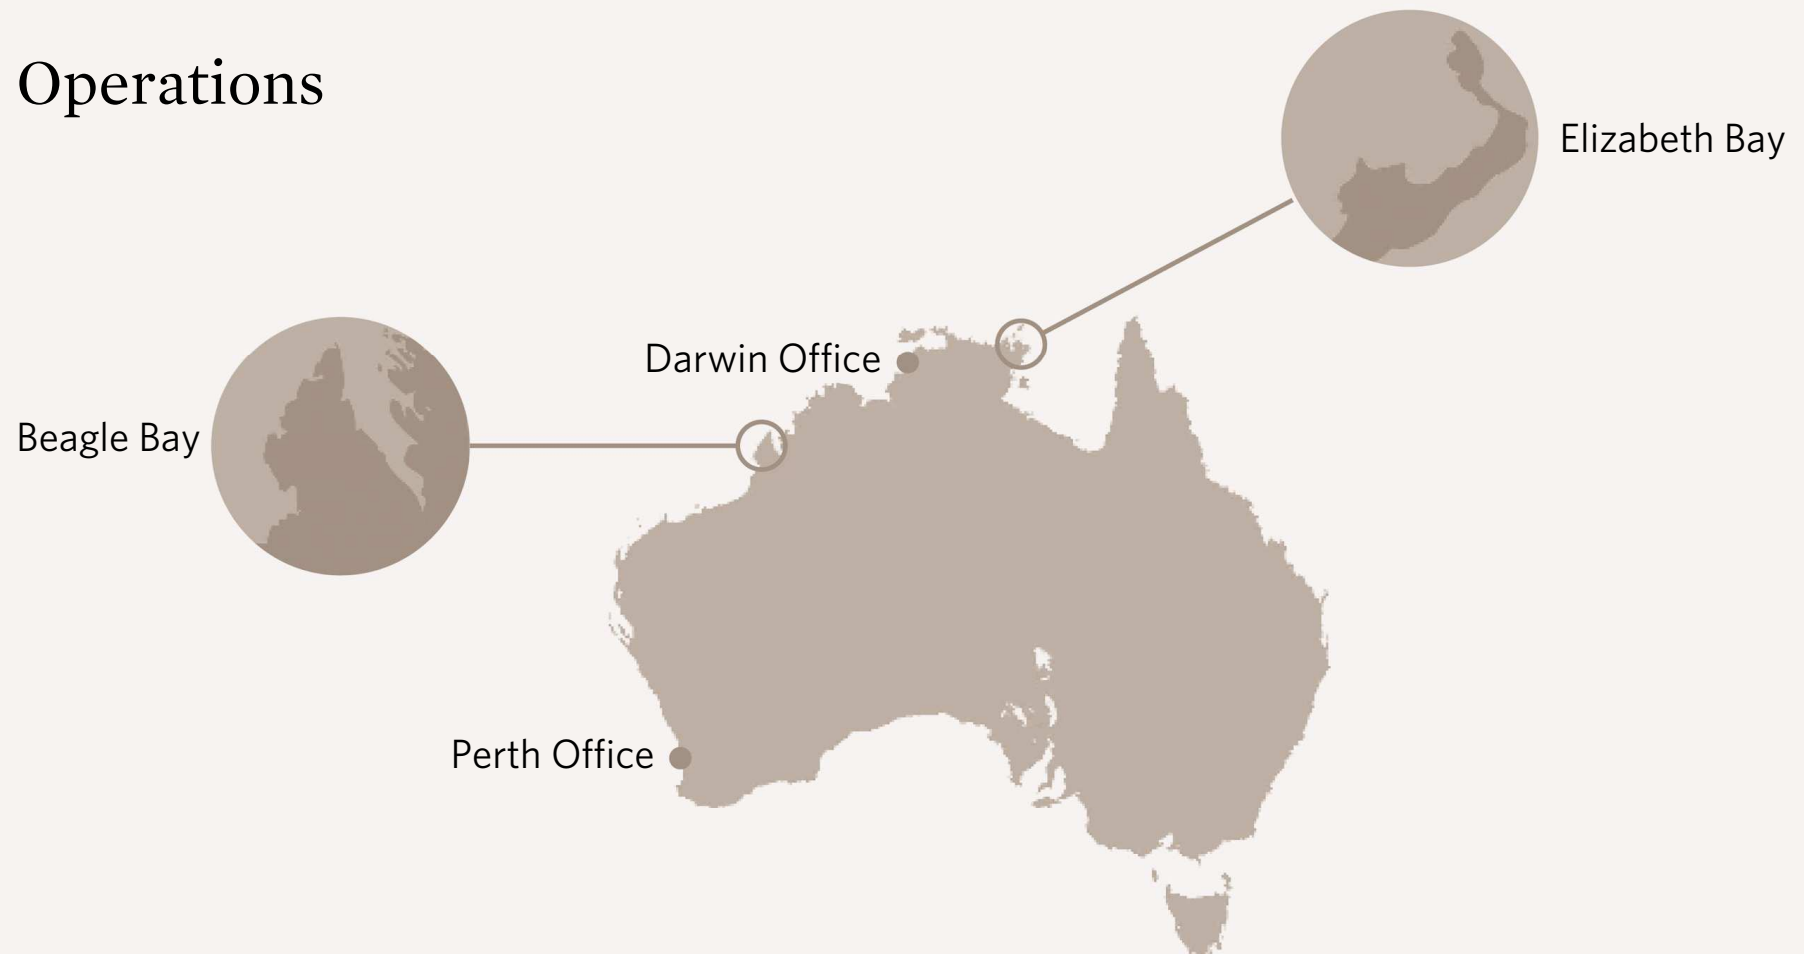 Operations
Elizabeth Bay
Darwin Office
Beagle Bay
Perth Office